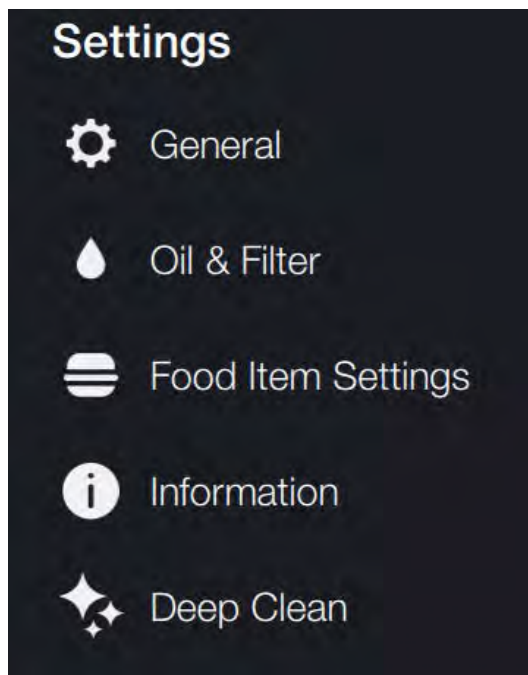 Settings
General
Oil & Filter
Food Item Settings
Information
Deep Clean